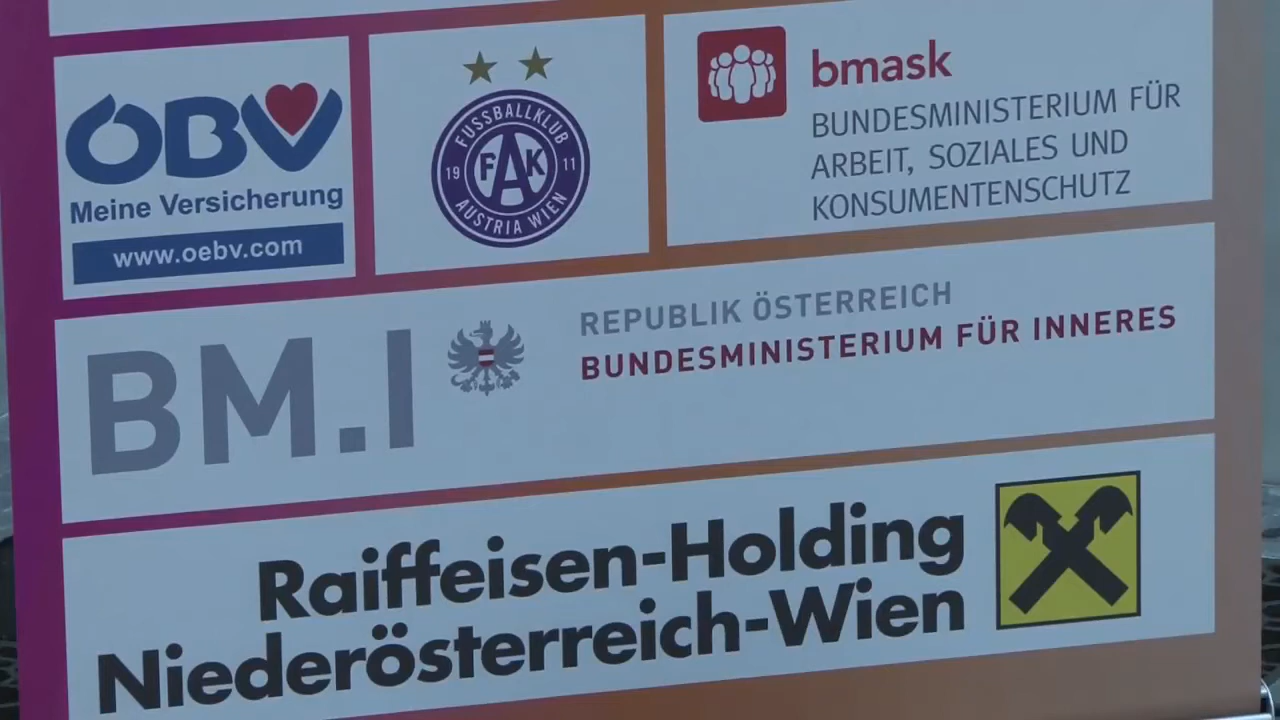 ÖBV
Meine Versicherung
www.oebv.com
FUSSBALLKLUB
19 FAK 11
AUSTRIA WIEN
bmask
BUNDESMINISTERIUM FÜR
ARBEIT, SOZIALES UND
KONSUMENTENSCHUTZ
BM.I
REPUBLIK ÖSTERREICH
BUNDESMINISTERIUM FÜR INNERES
Raiffeisen-Holding
Niederösterreich-Wien